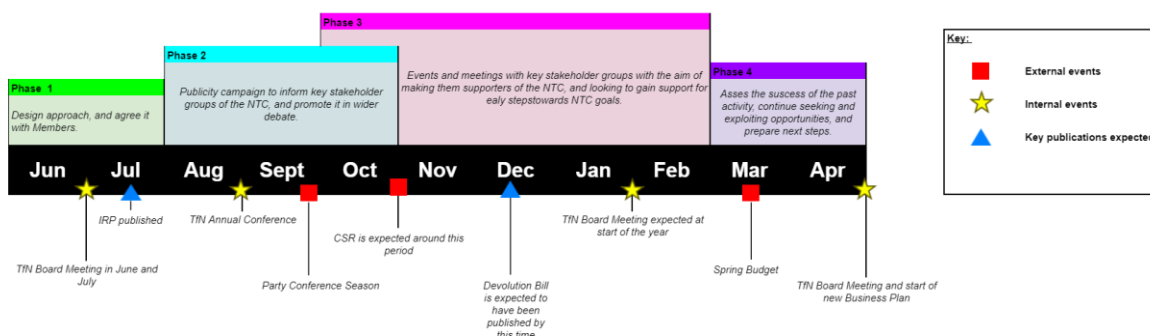 Phase 3
Phase 2
Phase 1
Phase 4
Design approach, and agree it
with Members.
Publicity campaign to inform key stakeholder
groups of the NTC, and promote it in wider
debate.
Events and meetings with key stakeholder groups with the aim of
making them supporters of the NTC, and looking to gain support for
ealy stepstowards NTC goals.
Asses the sucess of the past
activity, continue seeking and
exploiting opportunities, and
prepare next steps.
Jun Jul Aug Sept Oct Nov Dec Jan Feb Mar Apr
IRP published
TfN Annual Conference
TfN Board Meeting expected at
start of the year
CSR is expected around this
period
TfN Board Meeting in June and
July
Party Conference Season
Devolution Bill
is expected to
have been
published by
this time
Spring Budget
TfN Board Meeting and start of
new Business Plan
Key:
External events
Internal events
Key publications expected